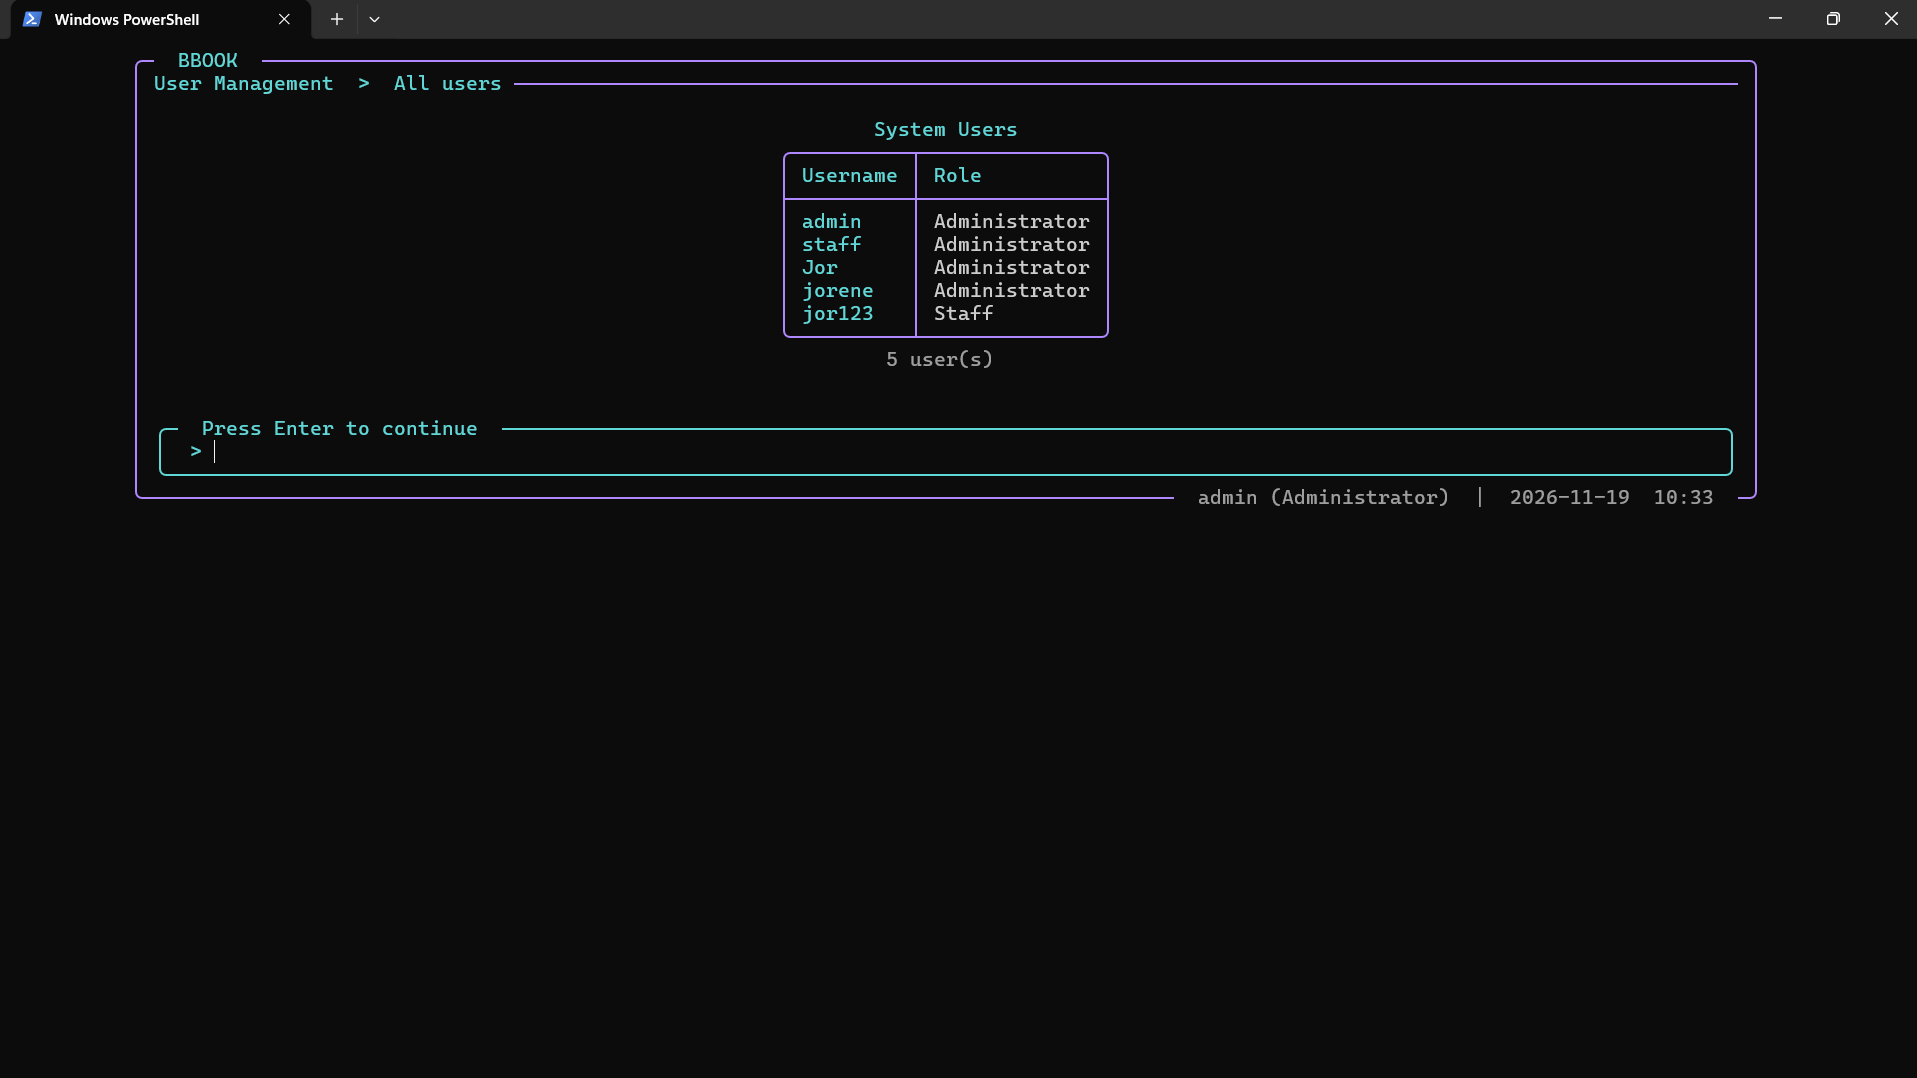 Windows PowerShell
BBOOK
User Management > All users
System Users
Username Role
admin Administrator
staff Administrator
Jor Administrator
jorene Administrator
jor123 Staff
5 user(s)
Press Enter to continue
>
admin (Administrator) | 2026-11-19 10:33